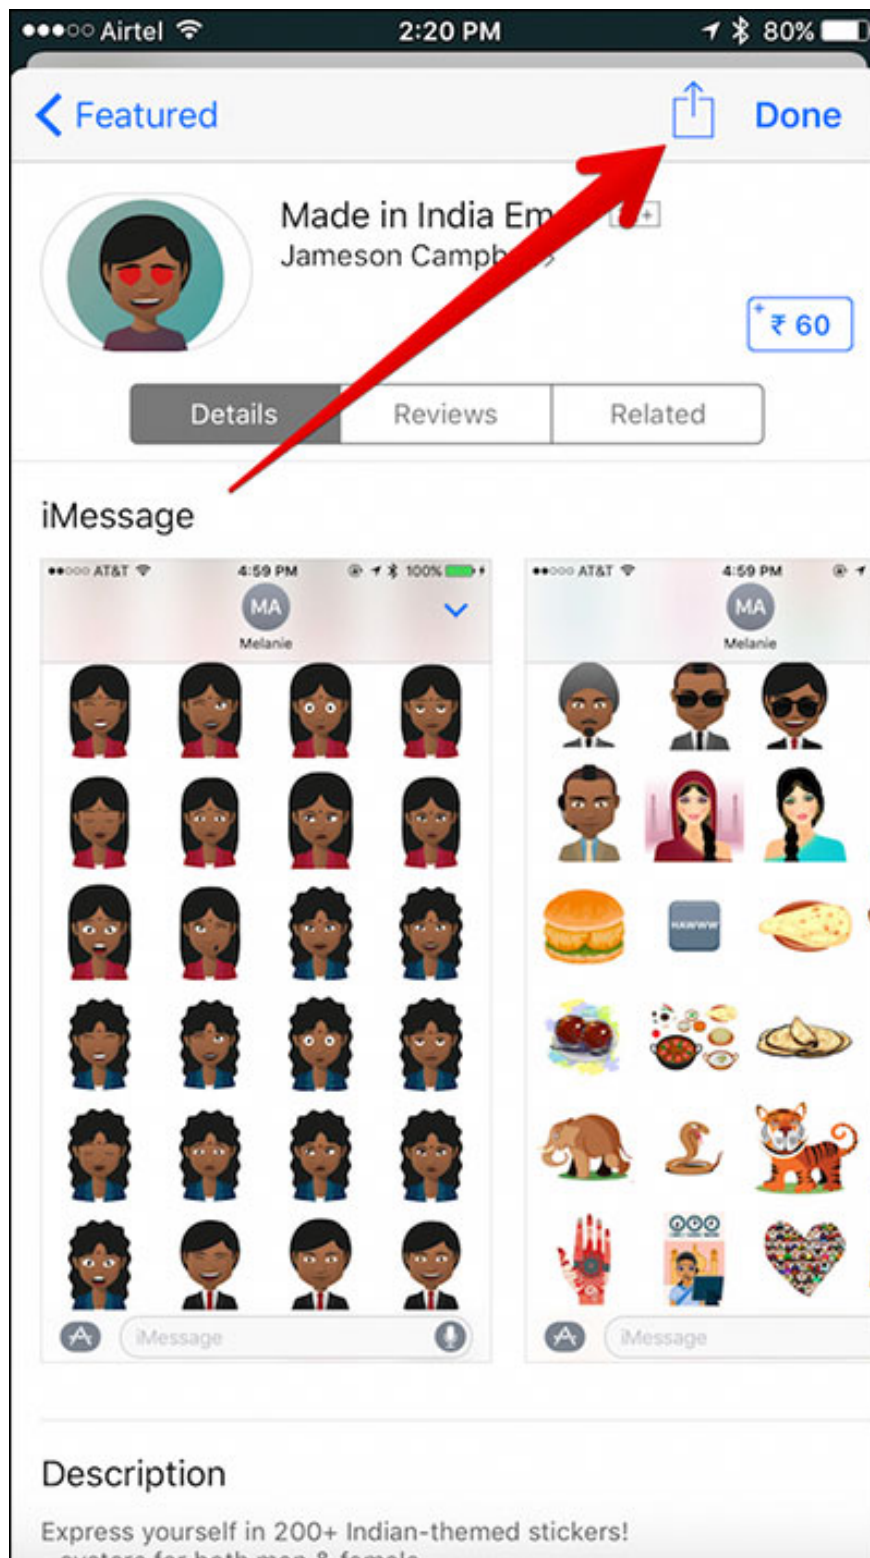 Airtel 2:20 PM 80%
Featured Done
Made in India Em
Jameson Campb
+
₹ 60
Details Reviews Related
iMessage
AT&T 4:59 PM 100%
MA
Melanie
iMessage
AT&T 4:59 PM
MA
Melanie
HAWWW
iMessage
Description
Express yourself in 200+ Indian-themed stickers!